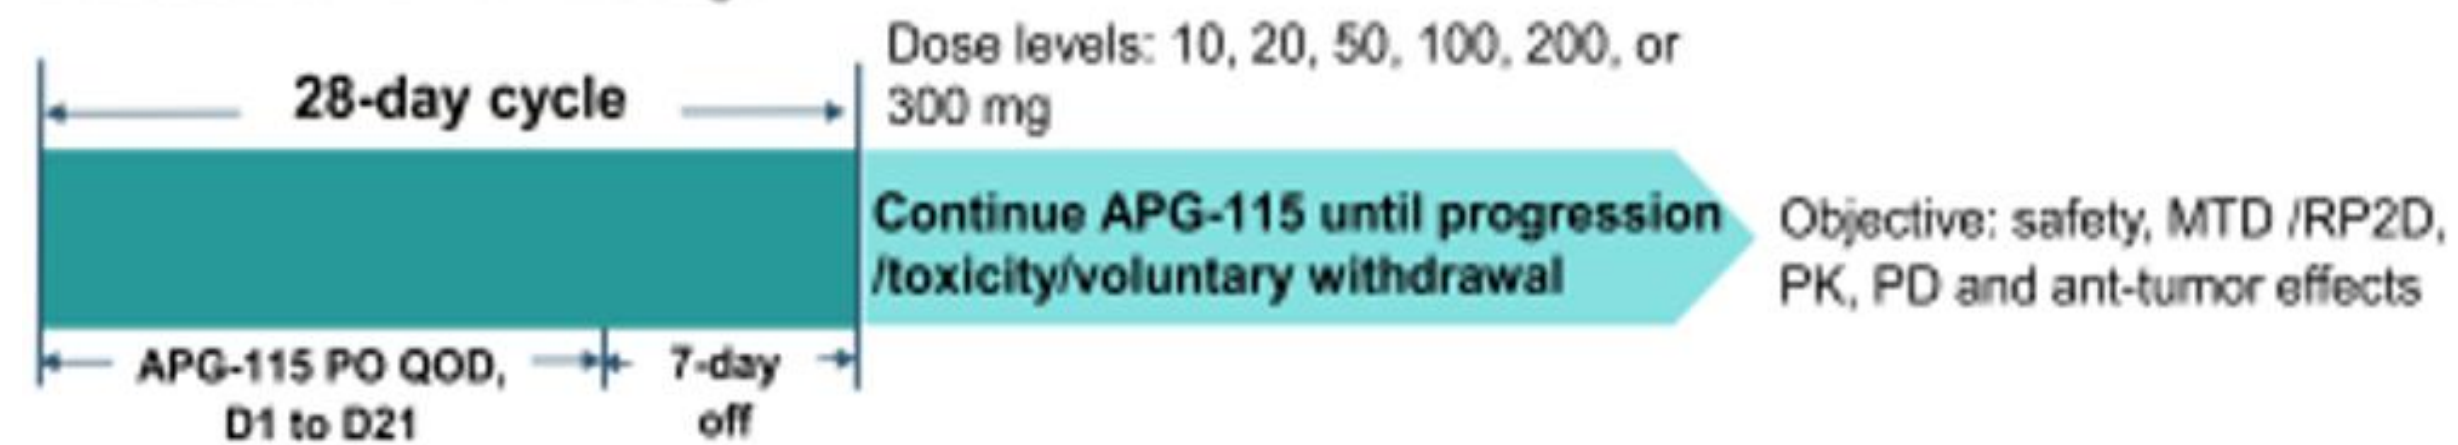 Dose levels: 10, 20, 50, 100, 200, or
300 mg
28-day cycle
Continue APG-115 until progression
/toxicity/voluntary withdrawal
Objective: safety, MTD /RP2D,
PK, PD and ant-tumor effects
APG-115 PO QOD,
D1 to D21
7-day
off